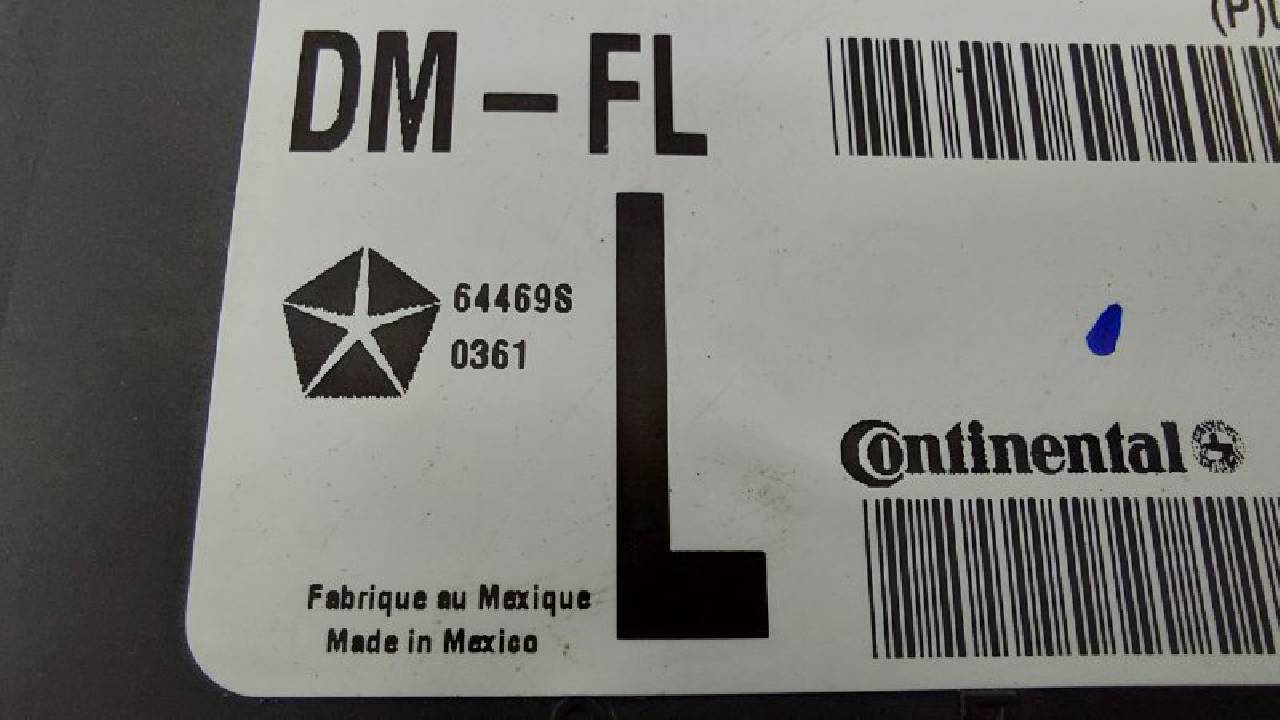 (P)
DM – FL
64469S
0361
L
Continental
Fabrique au Mexique
Made in Mexico